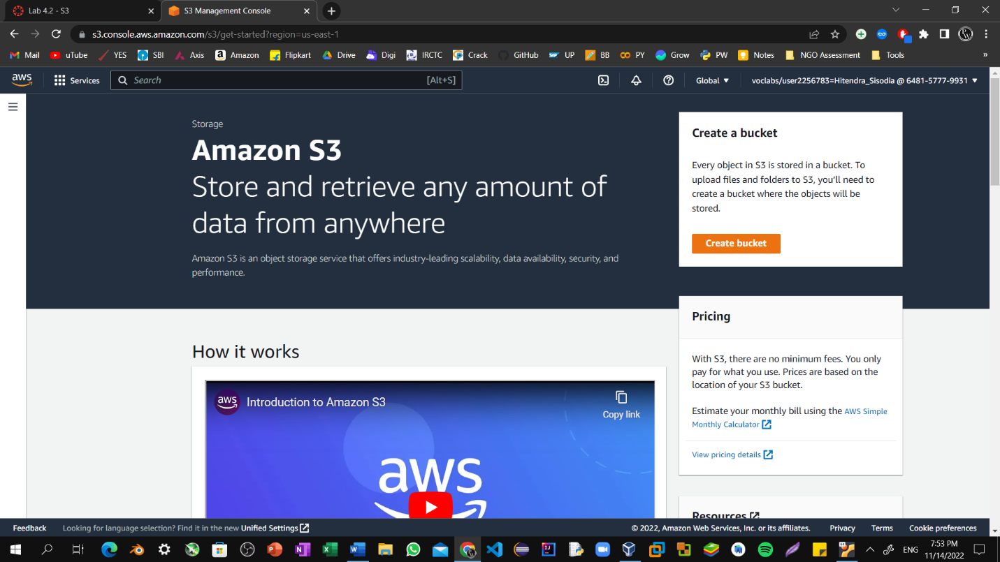 Lab 4.2 - S3
S3 Management Console
s3.console.aws.amazon.com/s3/get-started?region=us-east-1
Mail
uTube
YES
SBI
Axis
Amazon
Flipkart
Drive
Digi
IRCTC
Crack
GitHub
UP
BB
PY
Grow
PW
Notes
NGO Assessment
Tools
»
aws
Services
Search
[Alt+S]
Global
voclabs/user2256783=Hitendra_Sisodia @ 6481-5777-9931
Storage
Amazon S3
Store and retrieve any amount of
data from anywhere
Amazon S3 is an object storage service that offers industry-leading scalability, data availability, security, and
performance.
Create a bucket
Every object in S3 is stored in a bucket. To
upload files and folders to S3, you'll need to
create a bucket where the objects will be
stored.
Create bucket
Pricing
With S3, there are no minimum fees. You only
pay for what you use. Prices are based on the
location of your S3 bucket.
Estimate your monthly bill using the AWS Simple
Monthly Calculator
View pricing details
Resources
How it works
aws
Introduction to Amazon S3
Copy link
aws
Feedback
Looking for language selection? Find it in the new Unified Settings
© 2022, Amazon Web Services, Inc. or its affiliates.
Privacy
Terms
Cookie preferences
ENG
7:53 PM
11/14/2022